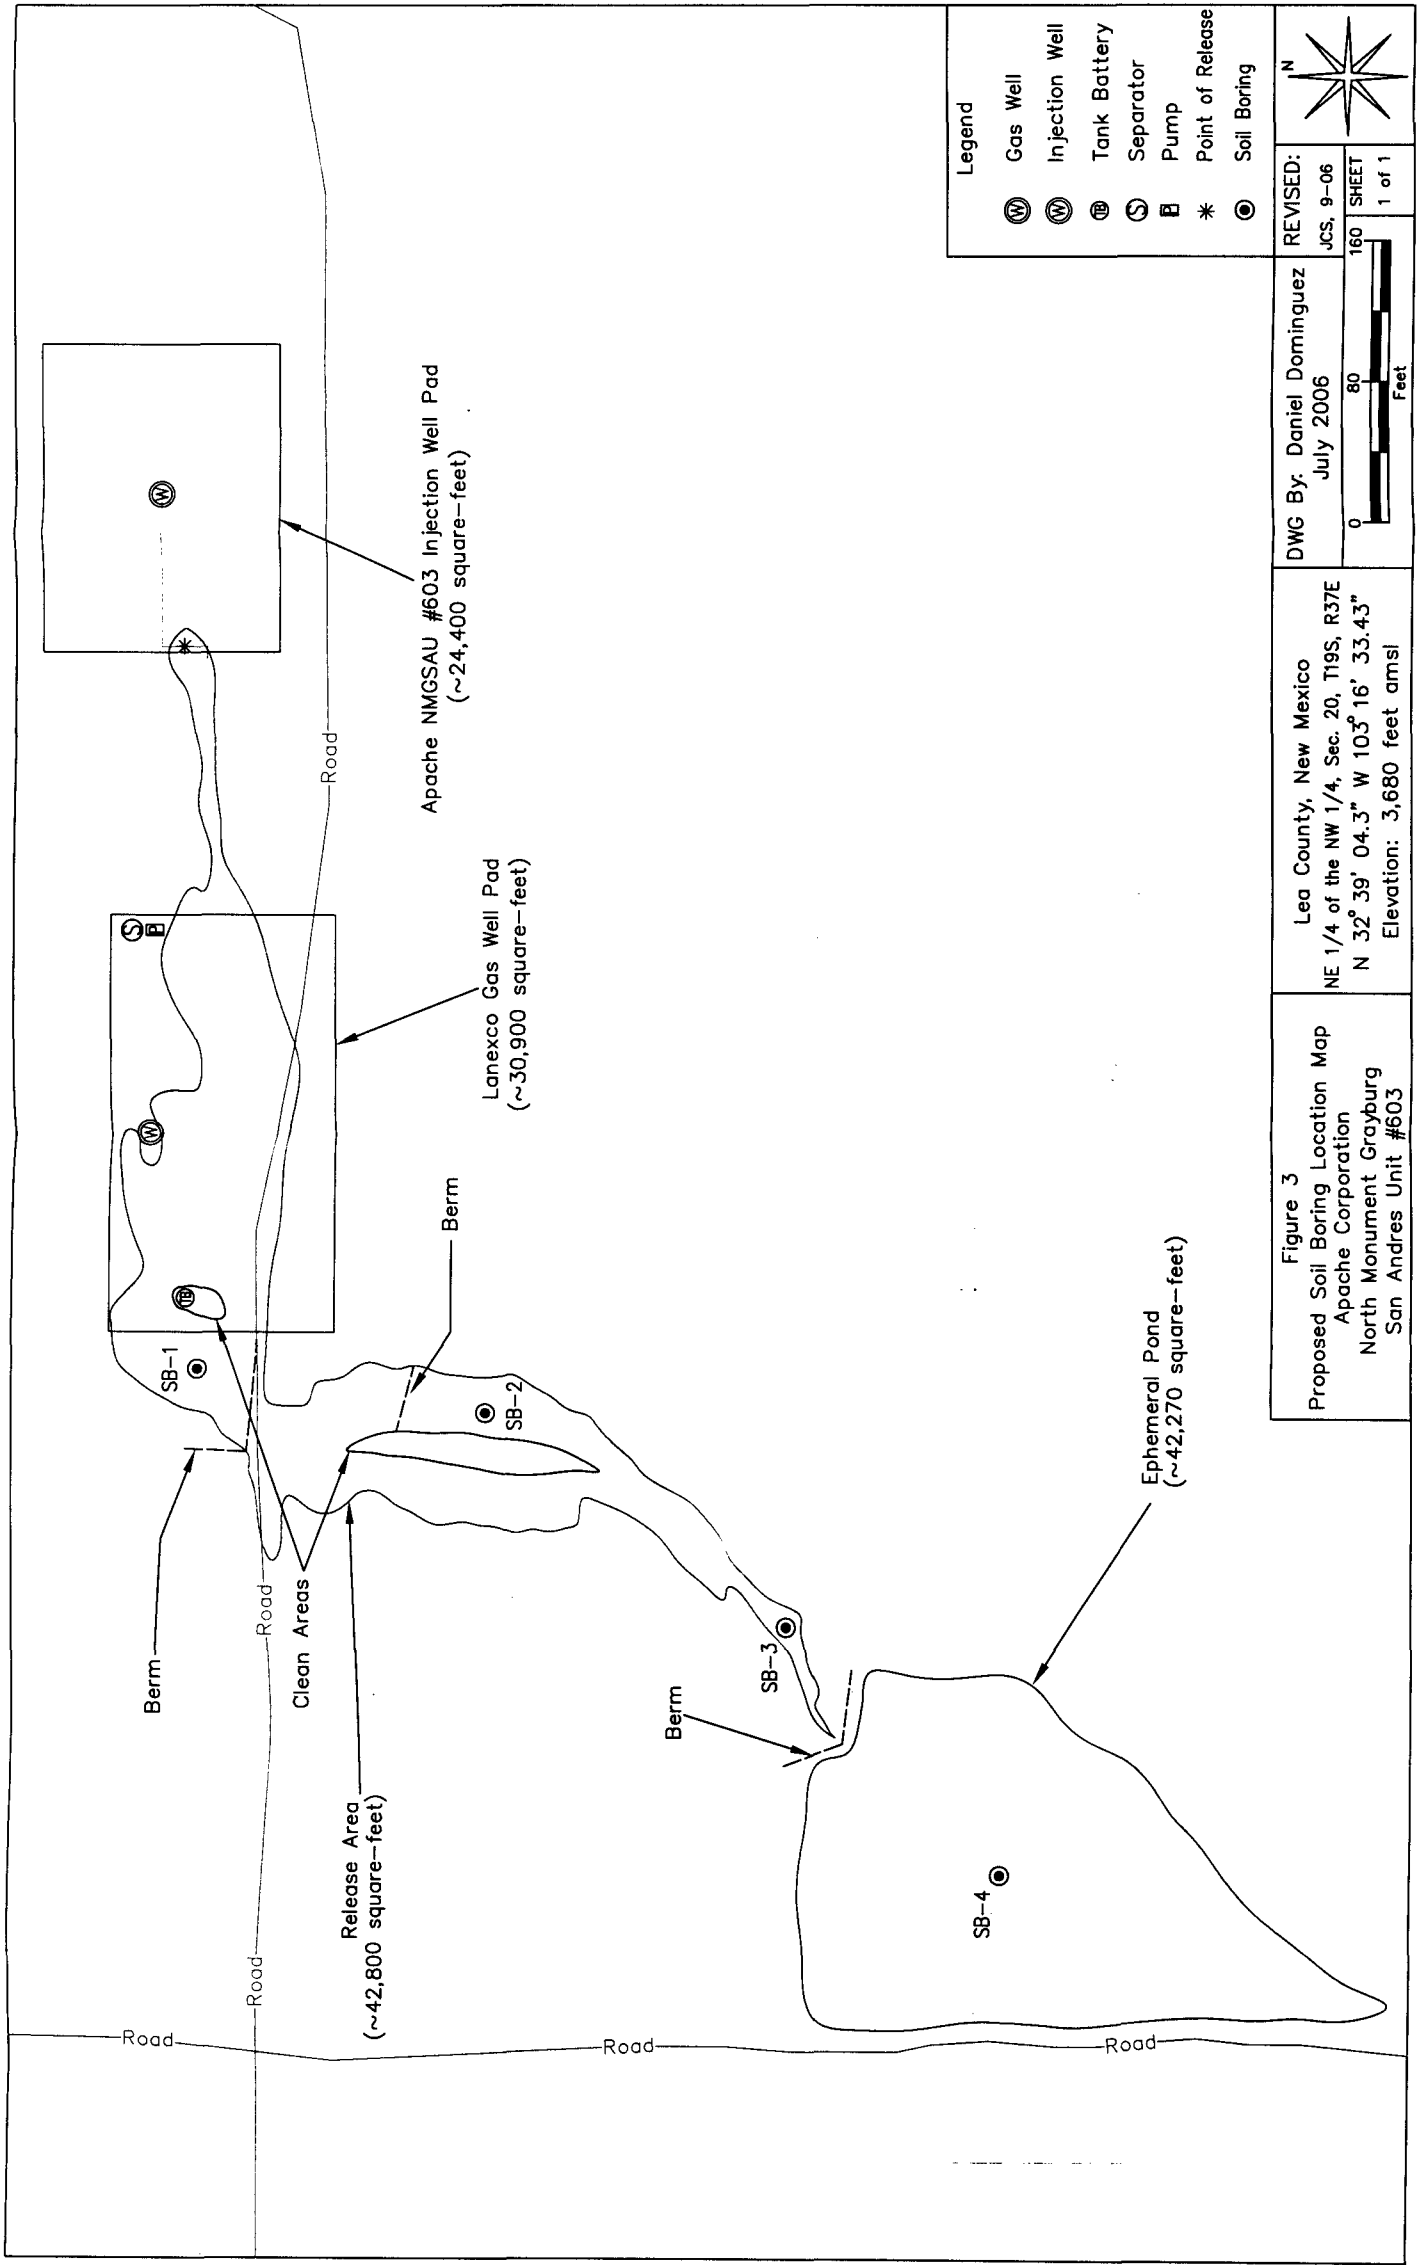 Road
Road
Road
Road
Road
Road
Berm
Berm
Berm
SB-1
SB-2
SB-3
SB-4
W
W
TB
S
P
Clean Areas
Release Area
(~42,800 square-feet)
Lanexco Gas Well Pad
(~30,900 square-feet)
Apache NMGSAU #603 Injection Well Pad
(~24,400 square-feet)
Ephemeral Pond
(~42,270 square-feet)
Legend
W Gas Well
W Injection Well
TB Tank Battery
S Separator
P Pump
Point of Release
Soil Boring
Figure 3
Proposed Soil Boring Location Map
Apache Corporation
North Monument Grayburg
San Andres Unit #603
Lea County, New Mexico
NE 1/4 of the NW 1/4, Sec. 20, T19S, R37E
N 32° 39' 04.3" W 103° 16' 33.43"
Elevation: 3,680 feet amsl
DWG By: Daniel Dominguez
July 2006
REVISED:
JCS, 9-06
0 80 160
Feet
SHEET
1 of 1
N